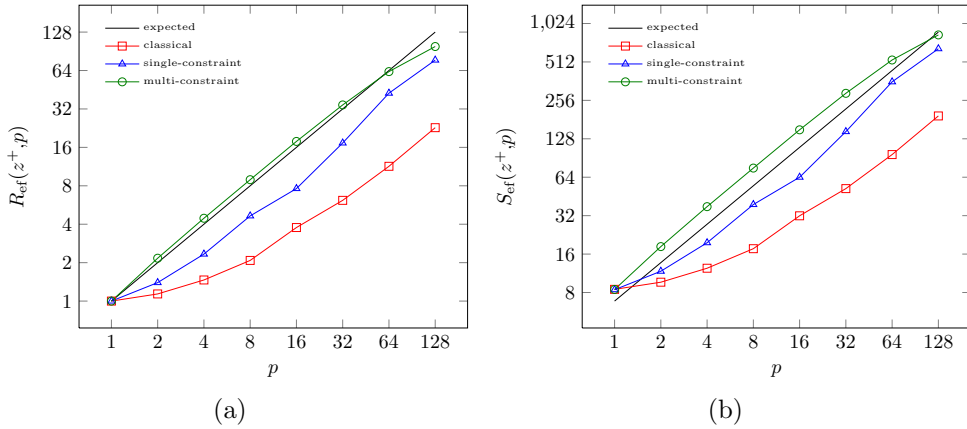 128
64
32
16
8
4
2
1
R_ef(z^+,p)
expected
classical
single-constraint
multi-constraint
1 2 4 8 16 32 64 128
p
(a)
1,024
512
256
128
64
32
16
8
S_ef(z^+,p)
expected
classical
single-constraint
multi-constraint
1 2 4 8 16 32 64 128
p
(b)